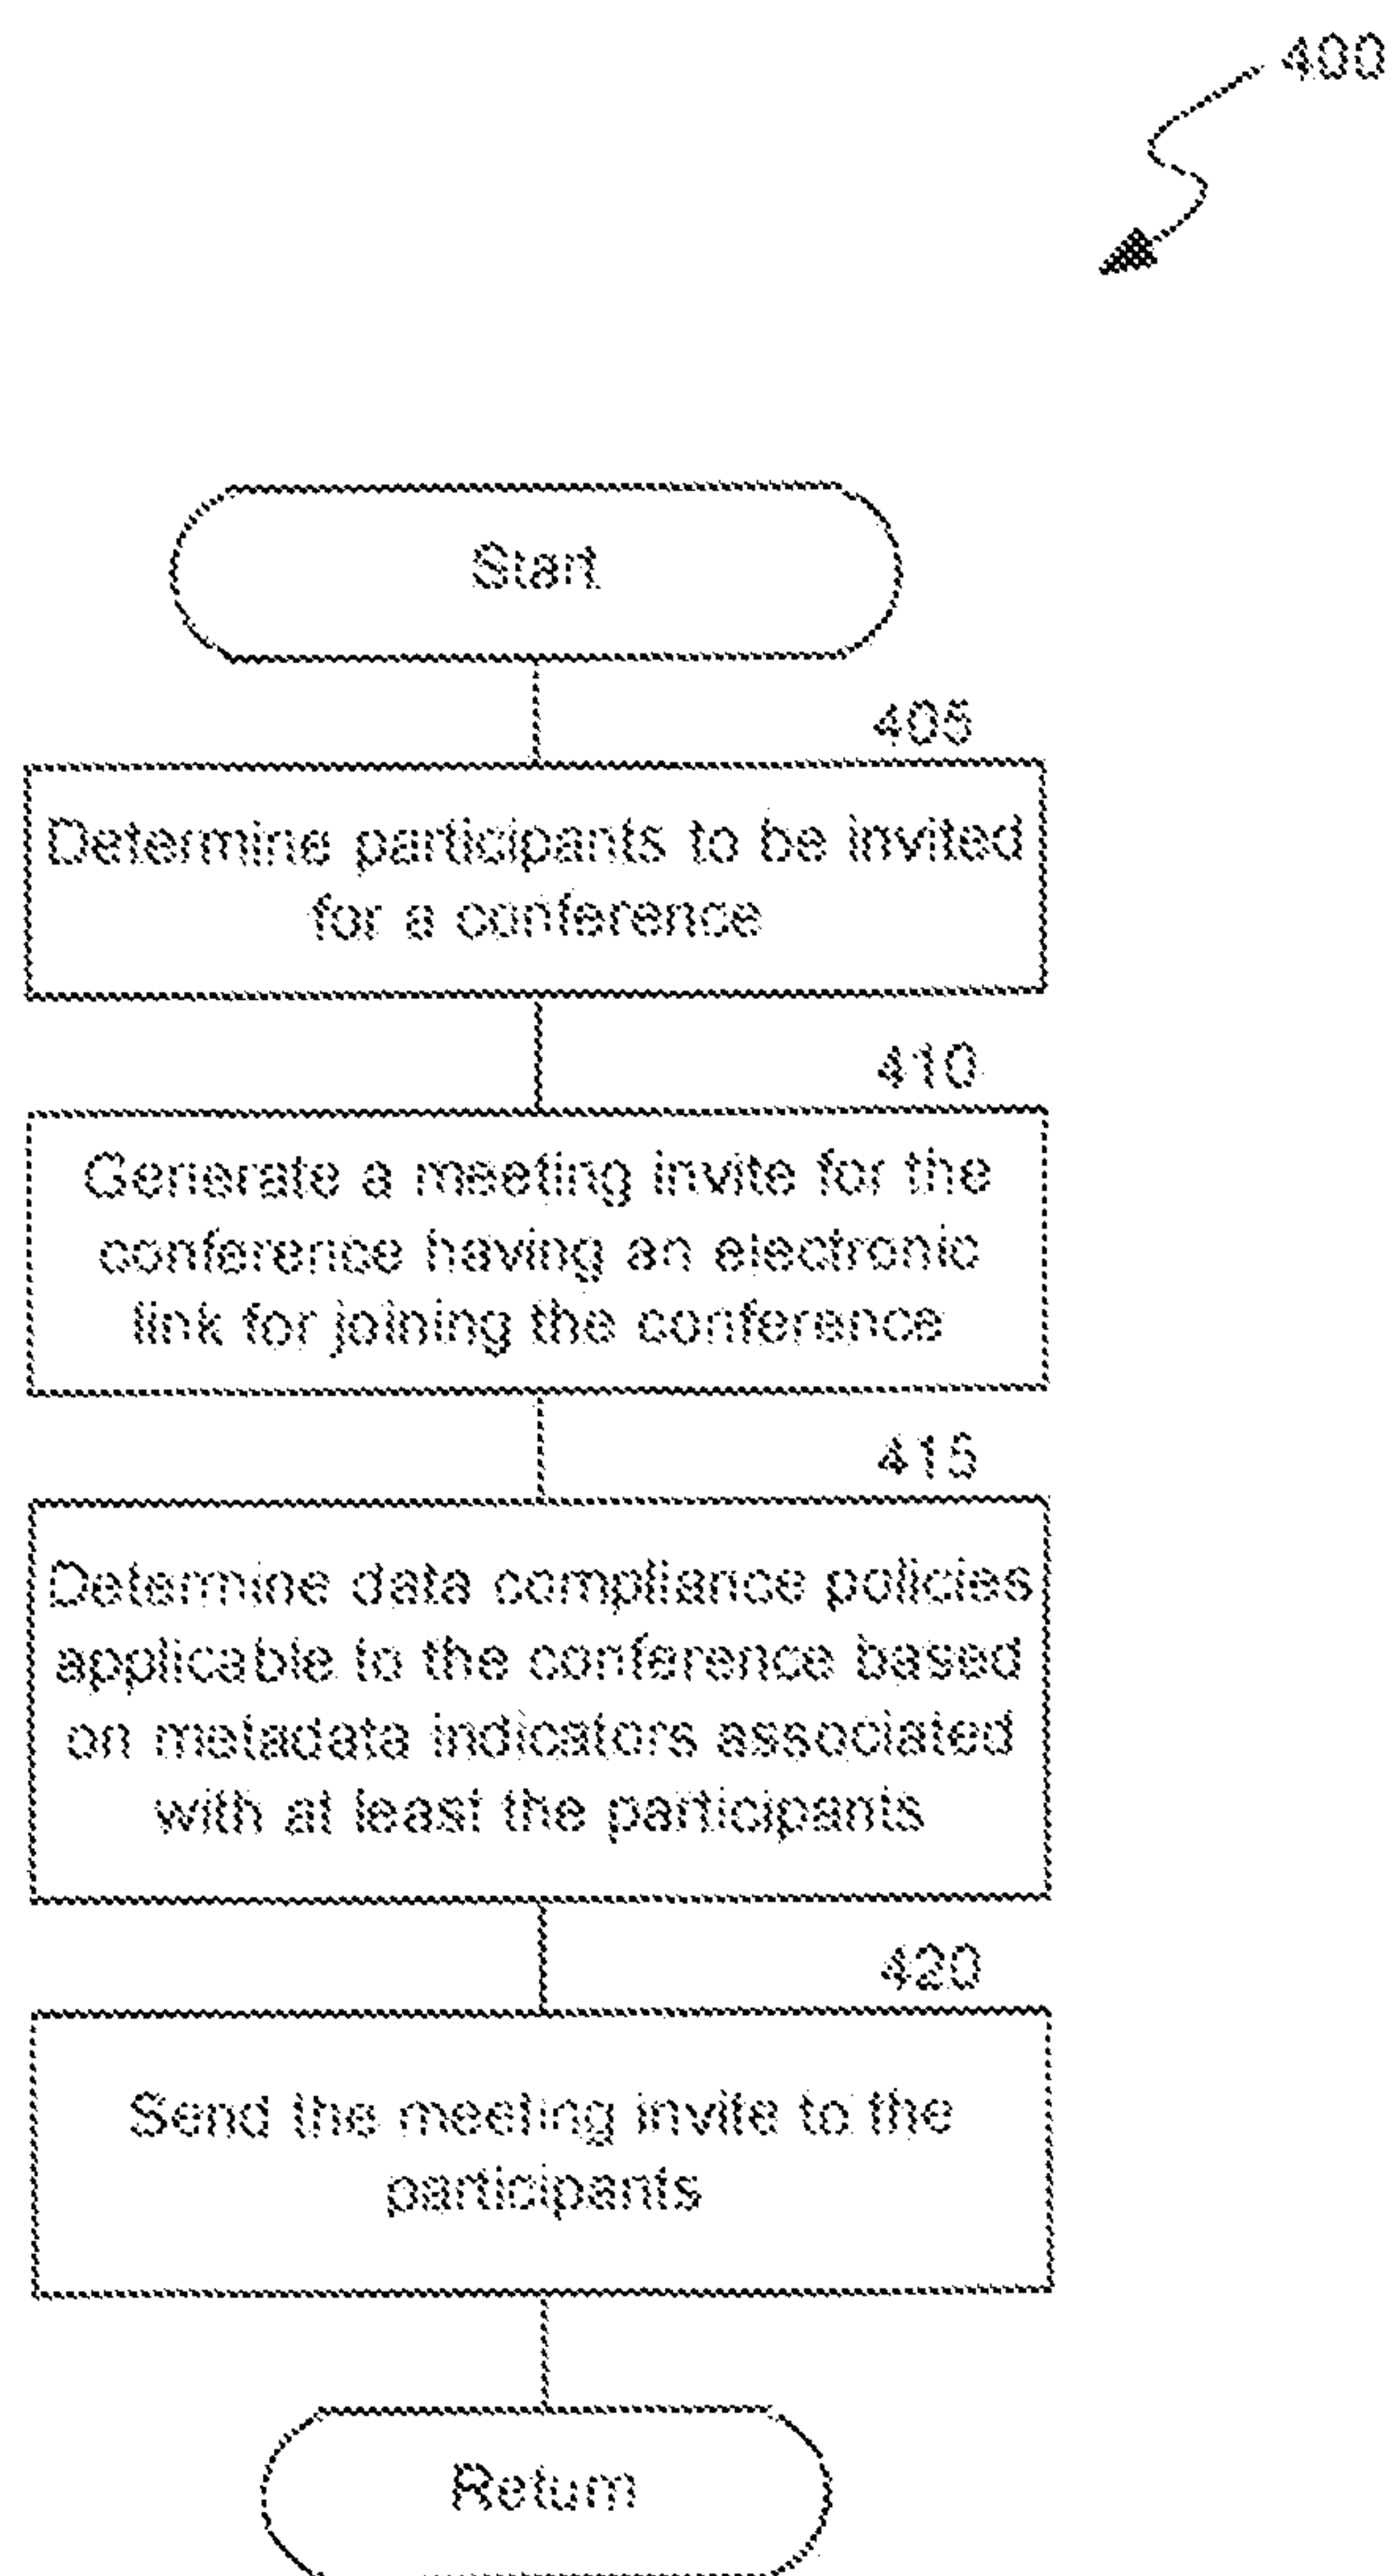 400
Start
405
Determine participants to be invited
for a conference
410
Generate a meeting invite for the
conference having an electronic
link for joining the conference
415
Determine data compliance policies
applicable to the conference based
on metadata indicators associated
with at least the participants
420
Send the meeting invite to the
participants
Return